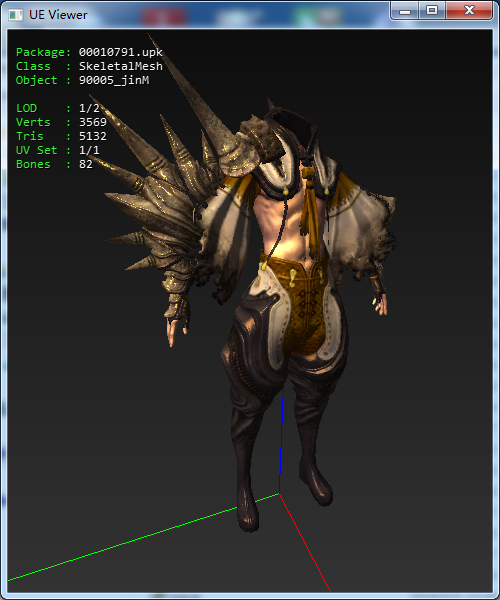 UE Viewer
Package: 00010791.upk
Class : SkeletalMesh
Object : 90005_jinM
LOD : 1/2
Verts : 3569
Tris : 5132
UV Set : 1/1
Bones : 82